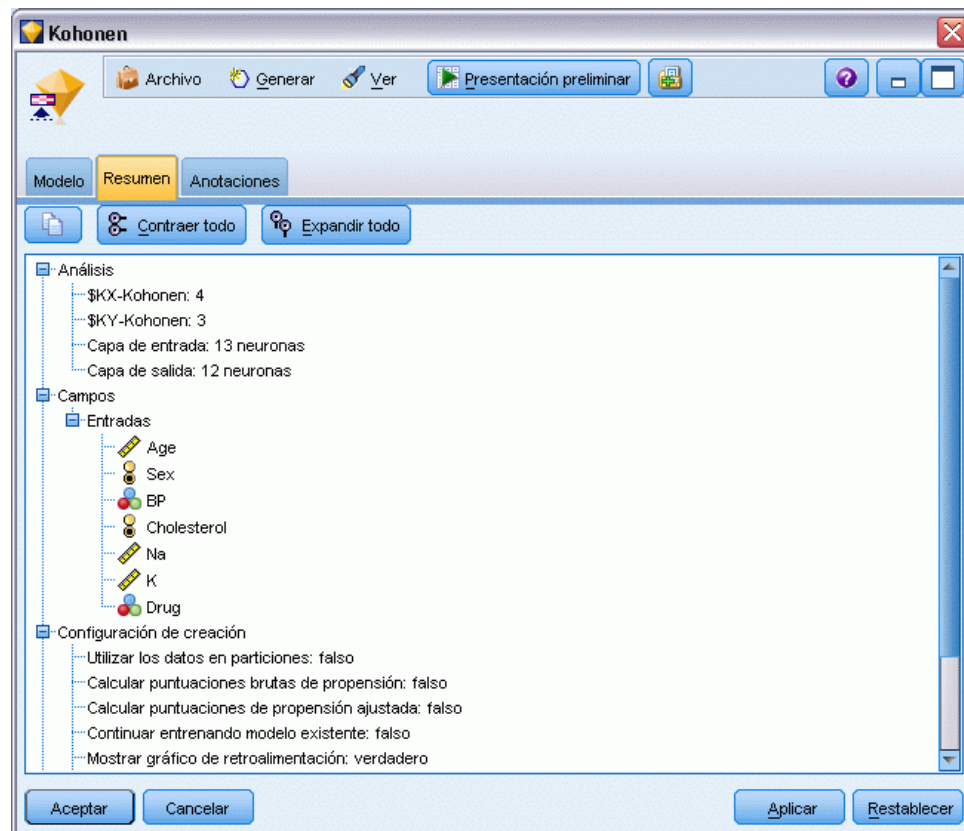 Kohonen
Archivo Generar Ver Presentación preliminar
Modelo Resumen Anotaciones
Contraer todo Expandir todo
Análisis
$KX-Kohonen: 4
$KY-Kohonen: 3
Capa de entrada: 13 neuronas
Capa de salida: 12 neuronas
Campos
Entradas
Age
Sex
BP
Cholesterol
Na
K
Drug
Configuración de creación
Utilizar los datos en particiones: falso
Calcular puntuaciones brutas de propensión: falso
Calcular puntuaciones de propensión ajustada: falso
Continuar entrenando modelo existente: falso
Mostrar gráfico de retroalimentación: verdadero
Aceptar Cancelar Aplicar Restablecer